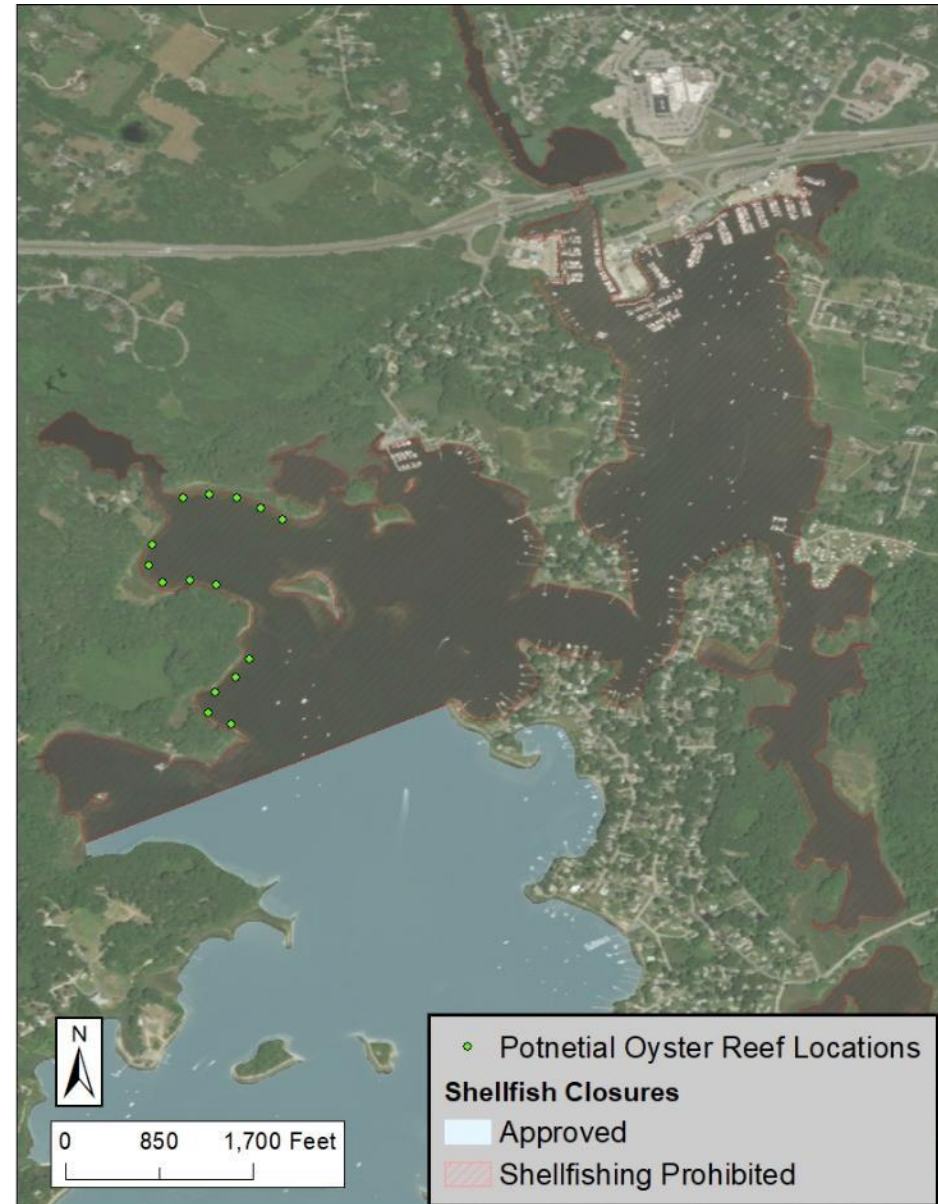 N
0 850 1,700 Feet
Potnetial Oyster Reef Locations
Shellfish Closures
Approved
Shellfishing Prohibited